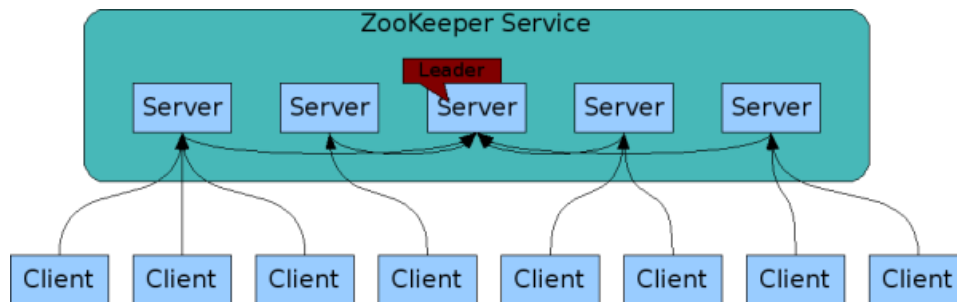 ZooKeeper Service
Leader
Server Server Server Server Server
Client Client Client Client Client Client Client Client